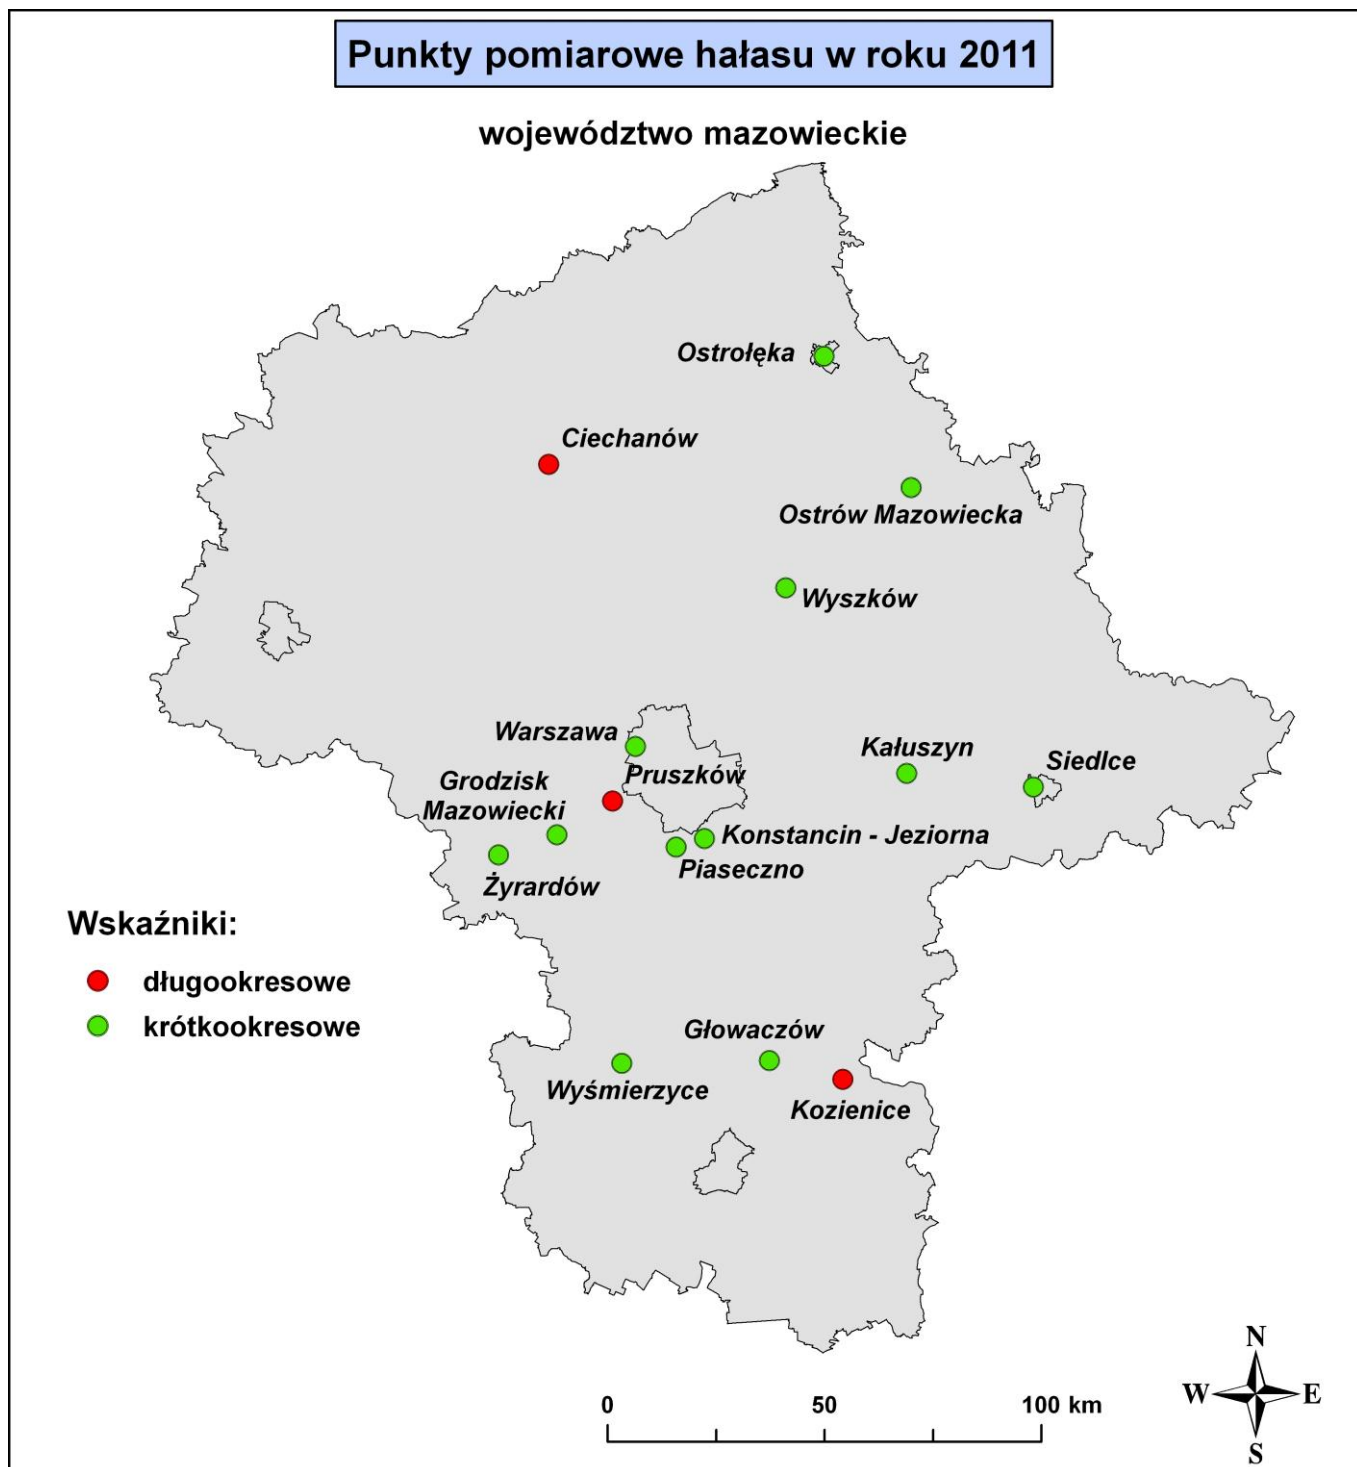 Punkty pomiarowe hałasu w roku 2011
województwo mazowieckie
Ostrołęka
Ciechanów
Ostrów Mazowiecka
Wyszków
Warszawa
Kałuszyn
Siedlce
Pruszków
Grodzisk
Mazowiecki
Konstancin - Jeziorna
Piaseczno
Żyrardów
Wskaźniki:
długookresowe
krótkookresowe
Głowaczów
Wyśmierzyce
Kozienice
0 50 100 km
N
W E
S